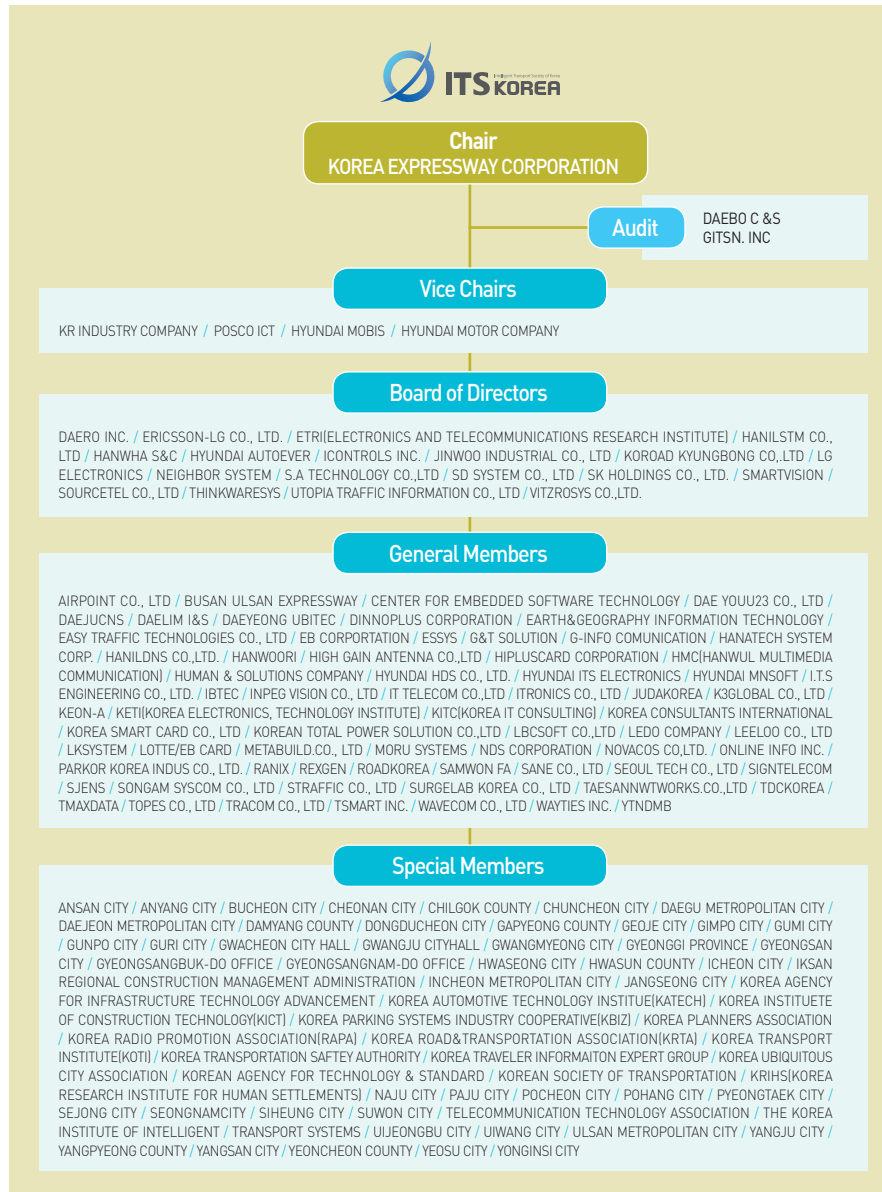 Intelligent Transport Society of Korea
ITS KOREA
Chair
KOREA EXPRESSWAY CORPORATION
Audit
DAEBO C &S
GITSN. INC
Vice Chairs
KR INDUSTRY COMPANY / POSCO ICT / HYUNDAI MOBIS / HYUNDAI MOTOR COMPANY
Board of Directors
DAERO INC. / ERICSSON-LG CO., LTD. / ETRI(ELECTRONICS AND TELECOMMUNICATIONS RESEARCH INSTITUTE) / HANILSTM CO.,
LTD / HANWHA S&C / HYUNDAI AUTOEVER / ICONTROLS INC. / JINWOO INDUSTRIAL CO., LTD / KOROAD KYUNGBONG CO,.LTD / LG
ELECTRONICS / NEIGHBOR SYSTEM / S.A TECHNOLOGY CO.,LTD / SD SYSTEM CO., LTD / SK HOLDINGS CO., LTD. / SMARTVISION /
SOURCETEL CO., LTD / THINKWARESYS / UTOPIA TRAFFIC INFORMATION CO., LTD / VITZROSYS CO.,LTD.
General Members
AIRPOINT CO., LTD / BUSAN ULSAN EXPRESSWAY / CENTER FOR EMBEDDED SOFTWARE TECHNOLOGY / DAE YOUU23 CO., LTD /
DAEJUCNS / DAELIM I&S / DAEYEONG UBITEC / DINNOPLUS CORPORATION / EARTH&GEOGRAPHY INFORMATION TECHNOLOGY /
EASY TRAFFIC TECHNOLOGIES CO., LTD / EB CORPORTATION / ESSYS / G&T SOLUTION / G-INFO COMUNICATION / HANATECH SYSTEM
CORP. / HANILDNS CO.,LTD. / HANWOORI / HIGH GAIN ANTENNA CO.,LTD / HIPLUSCARD CORPORATION / HMC(HANWUL MULTIMEDIA
COMMUNICATION) / HUMAN & SOLUTIONS COMPANY / HYUNDAI HDS CO., LTD. / HYUNDAI ITS ELECTRONICS / HYUNDAI MNSOFT / I.T.S
ENGINEERING CO., LTD. / IBTEC / INPEG VISION CO., LTD / IT TELECOM CO.,LTD / ITRONICS CO., LTD / JUDAKOREA / K3GLOBAL CO., LTD /
KEON-A / KETI(KOREA ELECTRONICS, TECHNOLOGY INSTITUTE) / KITC(KOREA IT CONSULTING) / KOREA CONSULTANTS INTERNATIONAL
/ KOREA SMART CARD CO., LTD / KOREAN TOTAL POWER SOLUTION CO.,LTD / LBCSOFT CO.,LTD / LEDO COMPANY / LEELOO CO., LTD
/ LKSYSTEM / LOTTE/EB CARD / METABUILD.CO., LTD / MORU SYSTEMS / NDS CORPORATION / NOVACOS CO,LTD. / ONLINE INFO INC. /
PARKOR KOREA INDUS CO., LTD. / RANIX / REXGEN / ROADKOREA / SAMWON FA / SANE CO., LTD / SEOUL TECH CO., LTD / SIGNTELECOM
/ SJENS / SONGAM SYSCOM CO., LTD / STRAFFIC CO., LTD / SURGELAB KOREA CO., LTD / TAESANNWTWORKS.CO.,LTD / TDCKOREA /
TMAXDATA / TOPES CO., LTD / TRACOM CO., LTD / TSMART INC. / WAVECOM CO., LTD / WAYTIES INC. / YTNDMB
Special Members
ANSAN CITY / ANYANG CITY / BUCHEON CITY / CHEONAN CITY / CHILGOK COUNTY / CHUNCHEON CITY / DAEGU METROPOLITAN CITY /
DAEJEON METROPOLITAN CITY / DAMYANG COUNTY / DONGDUCHEON CITY / GAPYEONG COUNTY / GEOJE CITY / GIMPO CITY / GUMI CITY
/ GUNPO CITY / GURI CITY / GWACHEON CITY HALL / GWANGJU CITYHALL / GWANGMYEONG CITY / GYEONGGI PROVINCE / GYEONGSAN
CITY / GYEONGSANGBUK-DO OFFICE / GYEONGSANGNAM-DO OFFICE / HWASEONG CITY / HWASUN COUNTY / ICHEON CITY / IKSAN
REGIONAL CONSTRUCTION MANAGEMENT ADMINISTRATION / INCHEON METROPOLITAN CITY / JANGSEONG CITY / KOREA AGENCY
FOR INFRASTRUCTURE TECHNOLOGY ADVANCEMENT / KOREA AUTOMOTIVE TECHNOLOGY INSTITUE(KATECH) / KOREA INSTITUETE
OF CONSTRUCTION TECHNOLOGY(KICT) / KOREA PARKING SYSTEMS INDUSTRY COOPERATIVE(KBIZ) / KOREA PLANNERS ASSOCIATION
/ KOREA RADIO PROMOTION ASSOCIATION(RAPA) / KOREA ROAD&TRANSPORTATION ASSOCIATION(KRTA) / KOREA TRANSPORT
INSTITUTE(KOTI) / KOREA TRANSPORTATION SAFTEY AUTHORITY / KOREA TRAVELER INFORMAITON EXPERT GROUP / KOREA UBIQUITOUS
CITY ASSOCIATION / KOREAN AGENCY FOR TECHNOLOGY & STANDARD / KOREAN SOCIETY OF TRANSPORTATION / KRIHS(KOREA
RESEARCH INSTITUTE FOR HUMAN SETTLEMENTS) / NAJU CITY / PAJU CITY / POCHEON CITY / POHANG CITY / PYEONGTAEK CITY /
SEJONG CITY / SEONGNAMCITY / SIHEUNG CITY / SUWON CITY / TELECOMMUNICATION TECHNOLOGY ASSOCIATION / THE KOREA
INSTITUTE OF INTELLIGENT / TRANSPORT SYSTEMS / UIJEONGBU CITY / UIWANG CITY / ULSAN METROPOLITAN CITY / YANGJU CITY /
YANGPYEONG COUNTY / YANGSAN CITY / YEONCHEON COUNTY / YEOSU CITY / YONGINSI CITY